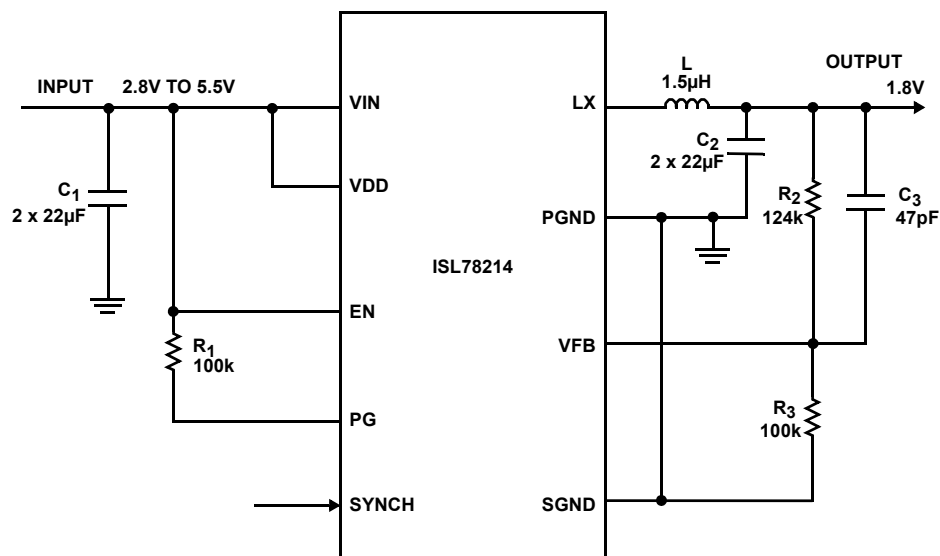 INPUT
2.8V TO 5.5V
C1
2 x 22µF
R1
100k
VIN
VDD
EN
PG
SYNCH
ISL78214
LX
PGND
VFB
SGND
L
1.5µH
OUTPUT
1.8V
C2
2 x 22µF
R2
124k
C3
47pF
R3
100k